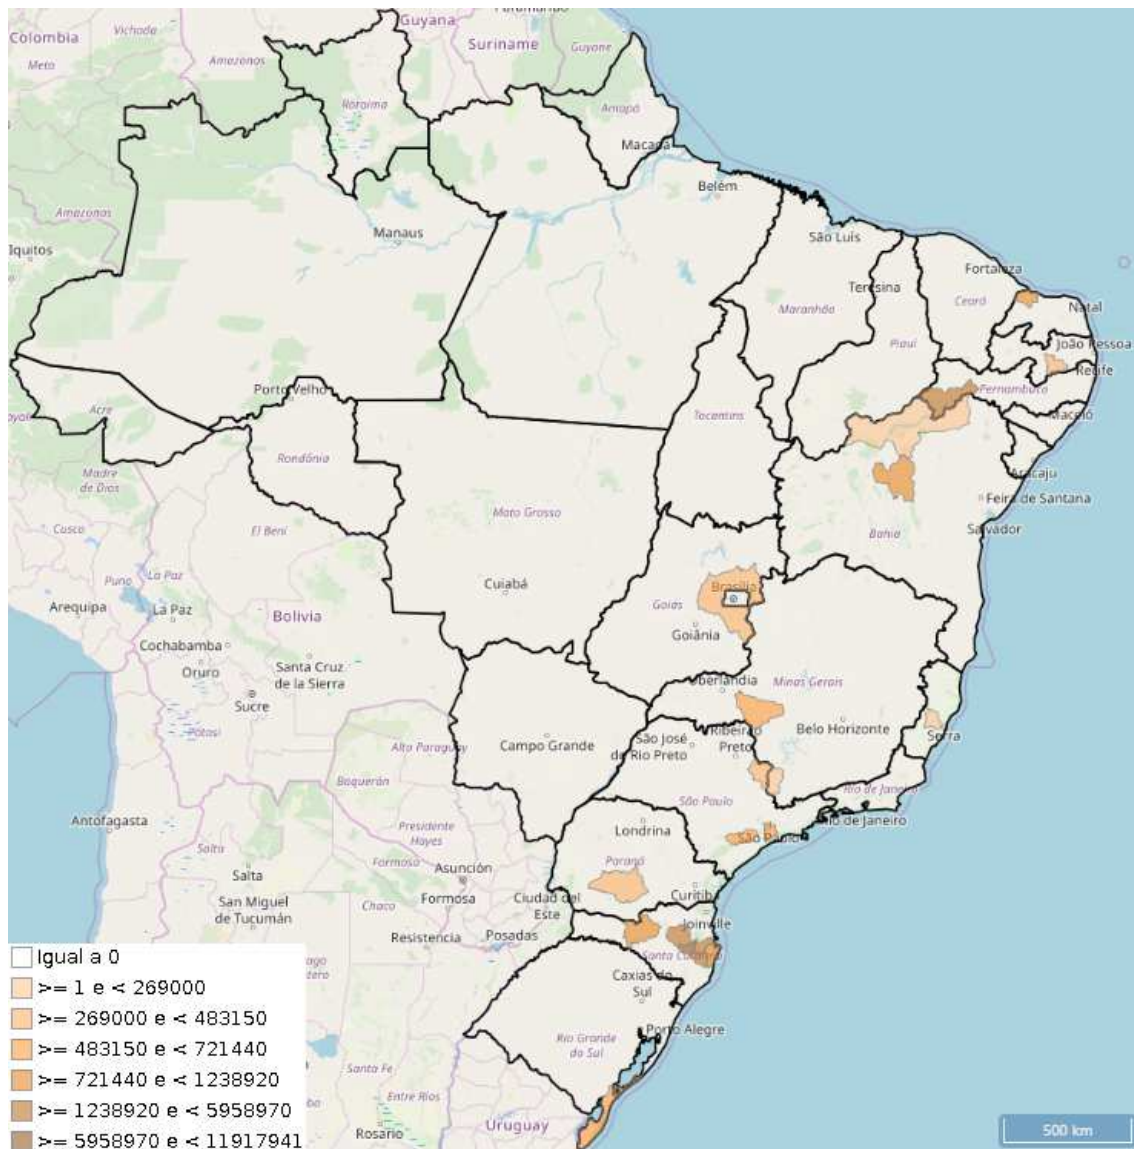 Paramaribo
Guyana
Colombia
Vichada
Suriname
Meta
Amazonas
Guyane
Roraima
Amapá
Macapá
Belém
Amazonas
Manaus
São Luís
Iquitos
Fortaleza
Teresina
Maranhão
Ceará
Natal
João Pessoa
Piauí
Recife
Porto Velho
Pernambuco
Acre
Tocantins
Maceió
Rondônia
Aracaju
Madre
de Dios
Feira de Santana
Mato Grosso
Cusco
El Beni
Salvador
Bahia
La Paz
Puno
Cuiabá
Brasília
Arequipa
La Paz
Goiás
Bolivia
Goiânia
Cochabamba
Santa Cruz
de la Sierra
Oruro
Uberlândia
Minas Gerais
Sucre
Serra
Potosí
Belo Horizonte
Ribeirão
Preto
São José
do Rio Preto
Campo Grande
Alto Paraguay
Boquerón
Rio de Janeiro
São Paulo
Antofagasta
Rio de Janeiro
Presidente
Hayes
Londrina
São Paulo
Salta
Paraná
Formosa
Asunción
Salta
San Miguel
de Tucumán
Chaco
Formosa
Ciudad del
Este
Curitiba
Joinville
Resistencia
Posadas
Santa Catarina
Caxias do
Sul
Porto Alegre
Rio Grande
do Sul
Santa Fe
Entre Ríos
Rosario
Uruguay
Igual a 0
>= 1 e < 269000
>= 269000 e < 483150
>= 483150 e < 721440
>= 721440 e < 1238920
>= 1238920 e < 5958970
>= 5958970 e < 11917941
500 km